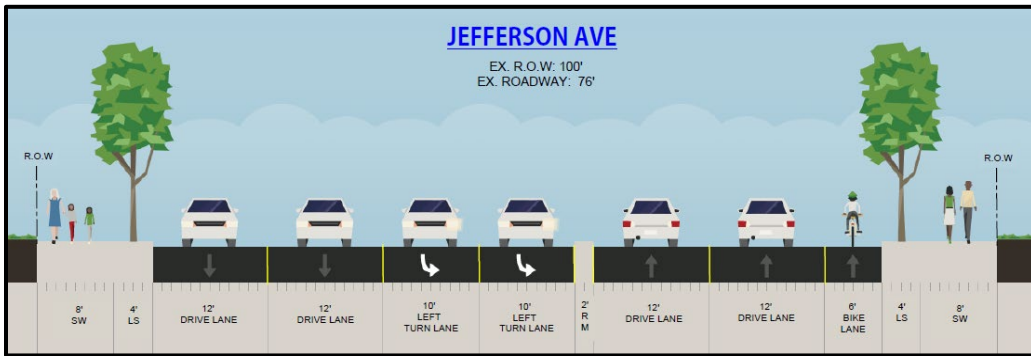 JEFFERSON AVE
EX. R.O.W: 100'
EX. ROADWAY: 76'
R.O.W
R.O.W
8'
SW
4'
LS
12'
DRIVE LANE
12'
DRIVE LANE
10'
LEFT
TURN LANE
10'
LEFT
TURN LANE
2'
R
M
12'
DRIVE LANE
12'
DRIVE LANE
6'
BIKE
LANE
4'
LS
8'
SW